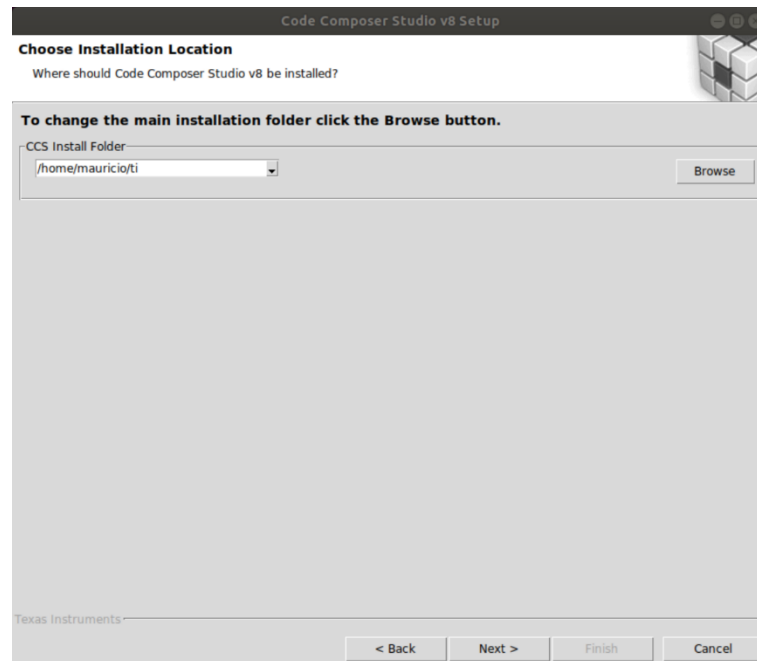 Code Composer Studio v8 Setup
Choose Installation Location
Where should Code Composer Studio v8 be installed?
To change the main installation folder click the Browse button.
CCS Install Folder
/home/mauricio/ti
Browse
Texas Instruments
< Back Next > Finish Cancel